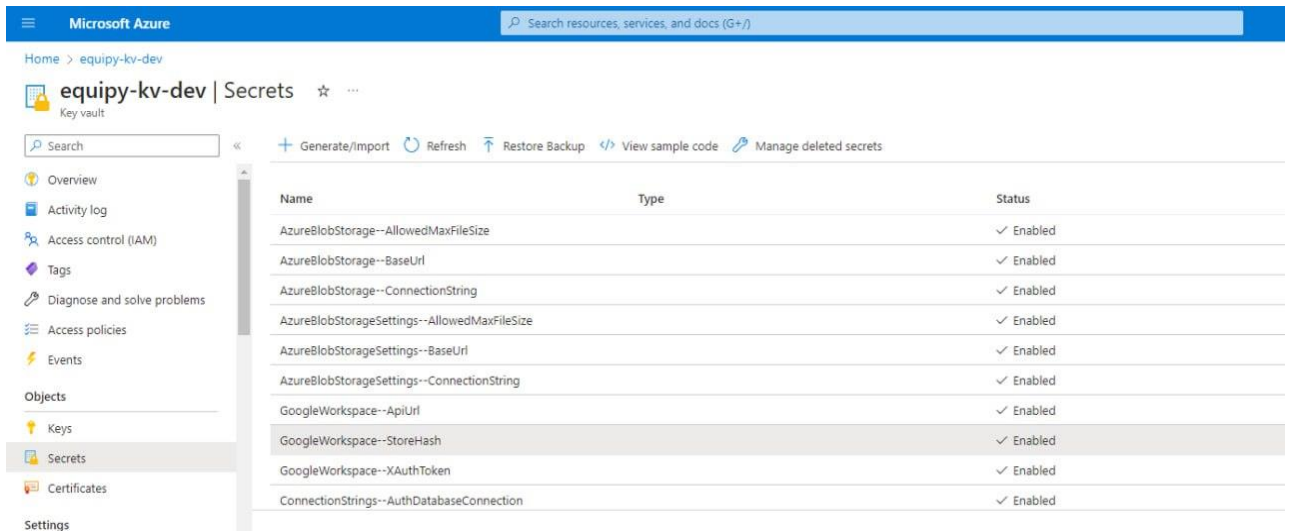 Microsoft Azure
Search resources, services, and docs (G+/)
Home > equipy-kv-dev
equipy-kv-dev | Secrets
Key vault
Search
«
Generate/Import Refresh Restore Backup View sample code Manage deleted secrets
Overview
Activity log
Access control (IAM)
Tags
Diagnose and solve problems
Access policies
Events
Objects
Keys
Secrets
Certificates
Settings
Name Type Status
AzureBlobStorage--AllowedMaxFileSize Enabled
AzureBlobStorage--BaseUrl Enabled
AzureBlobStorage--ConnectionString Enabled
AzureBlobStorageSettings--AllowedMaxFileSize Enabled
AzureBlobStorageSettings--BaseUrl Enabled
AzureBlobStorageSettings--ConnectionString Enabled
GoogleWorkspace--ApiUrl Enabled
GoogleWorkspace--StoreHash Enabled
GoogleWorkspace--XAuthToken Enabled
ConnectionStrings--AuthDatabaseConnection Enabled